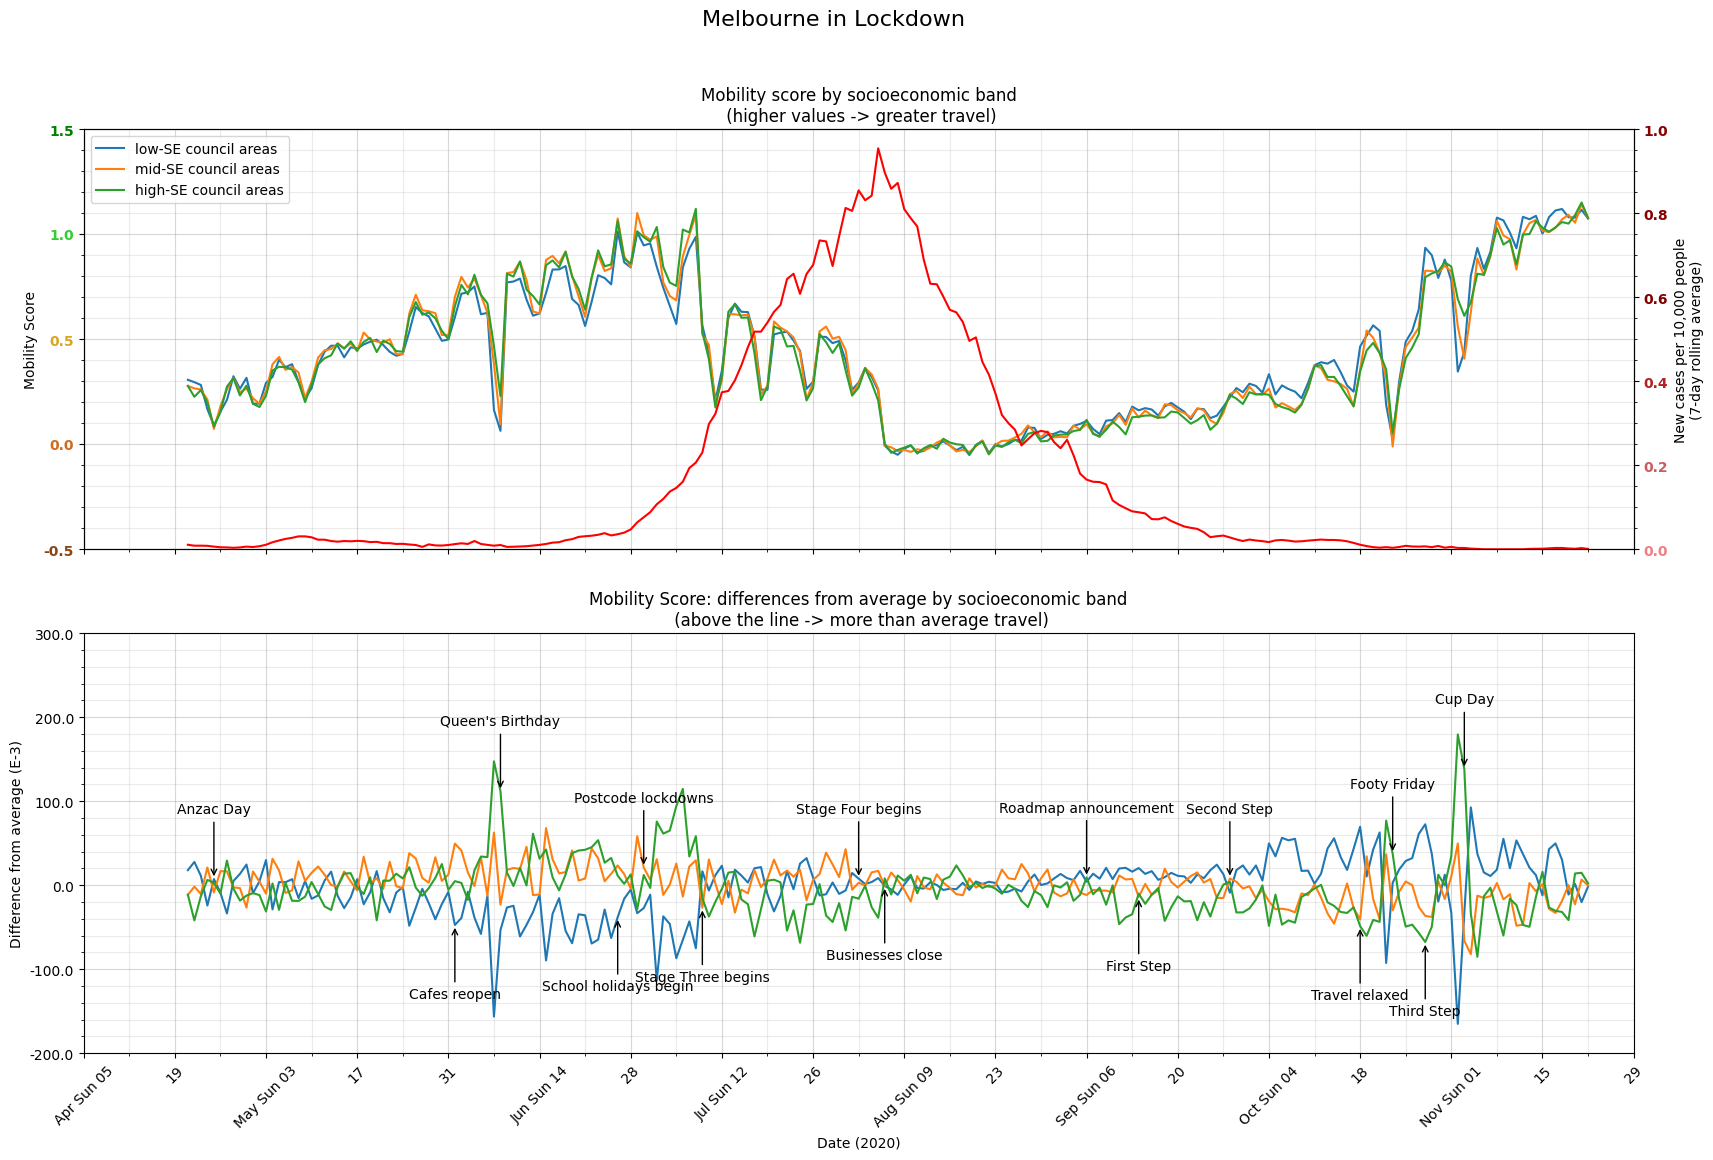 Melbourne in Lockdown
Mobility score by socioeconomic band
(higher values -> greater travel)
1.5
1.0
0.5
0.0
-0.5
Mobility Score
low-SE council areas
mid-SE council areas
high-SE council areas
1.0
0.8
0.6
0.4
0.2
0.0
New cases per 10,000 people
(7-day rolling average)
Mobility Score: differences from average by socioeconomic band
(above the line -> more than average travel)
300.0
200.0
100.0
0.0
-100.0
-200.0
Difference from average (E-3)
Cup Day
Queen's Birthday
Footy Friday
Postcode lockdowns
Anzac Day
Stage Four begins
Roadmap announcement
Second Step
Businesses close
First Step
Stage Three begins
School holidays begin
Cafes reopen
Travel relaxed
Third Step
Apr Sun 05
19
May Sun 03
17
31
Jun Sun 14
28
Jul Sun 12
26
Aug Sun 09
23
Sep Sun 06
20
Oct Sun 04
18
Nov Sun 01
15
29
Date (2020)